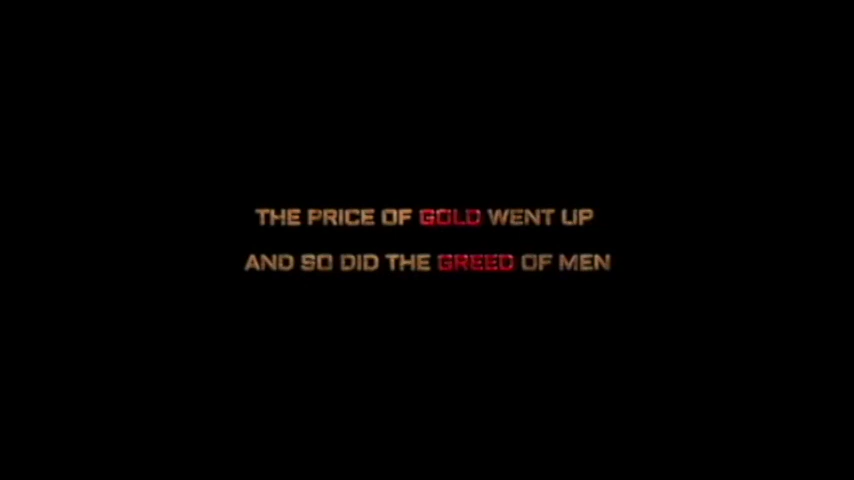 THE PRICE OF GOLD WENT UP
AND SO DID THE GREED OF MEN